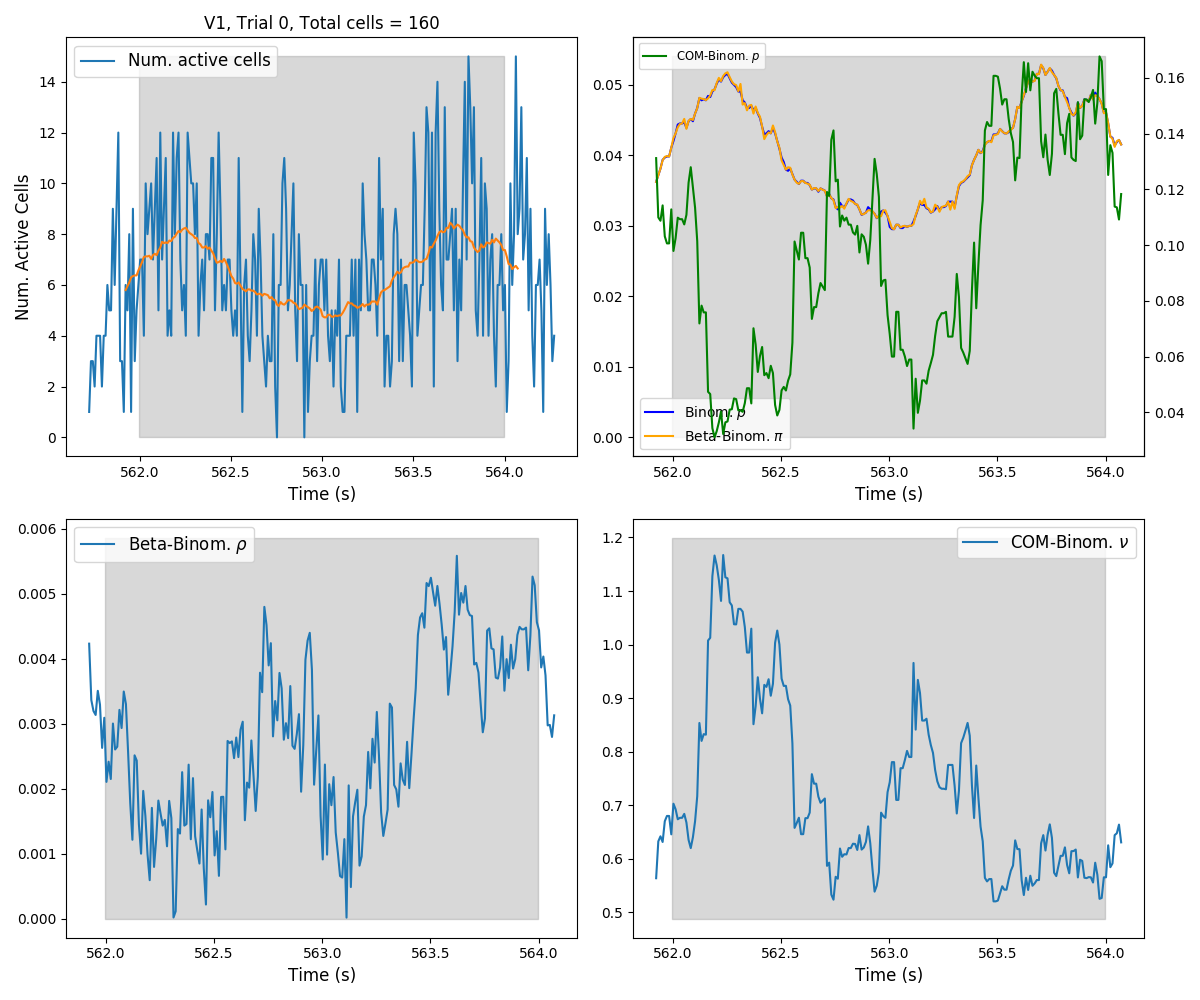 V1, Trial 0, Total cells = 160
Num. active cells
Num. Active Cells
14
12
10
8
6
4
2
0
562.0 562.5 563.0 563.5 564.0
Time (s)
COM-Binom. p
0.05
0.04
0.03
0.02
0.01
0.00
0.16
0.14
0.12
0.10
0.08
0.06
0.04
Binom. p
Beta-Binom. π
562.0 562.5 563.0 563.5 564.0
Time (s)
Beta-Binom. ρ
0.006
0.005
0.004
0.003
0.002
0.001
0.000
562.0 562.5 563.0 563.5 564.0
Time (s)
COM-Binom. ν
1.2
1.1
1.0
0.9
0.8
0.7
0.6
0.5
562.0 562.5 563.0 563.5 564.0
Time (s)